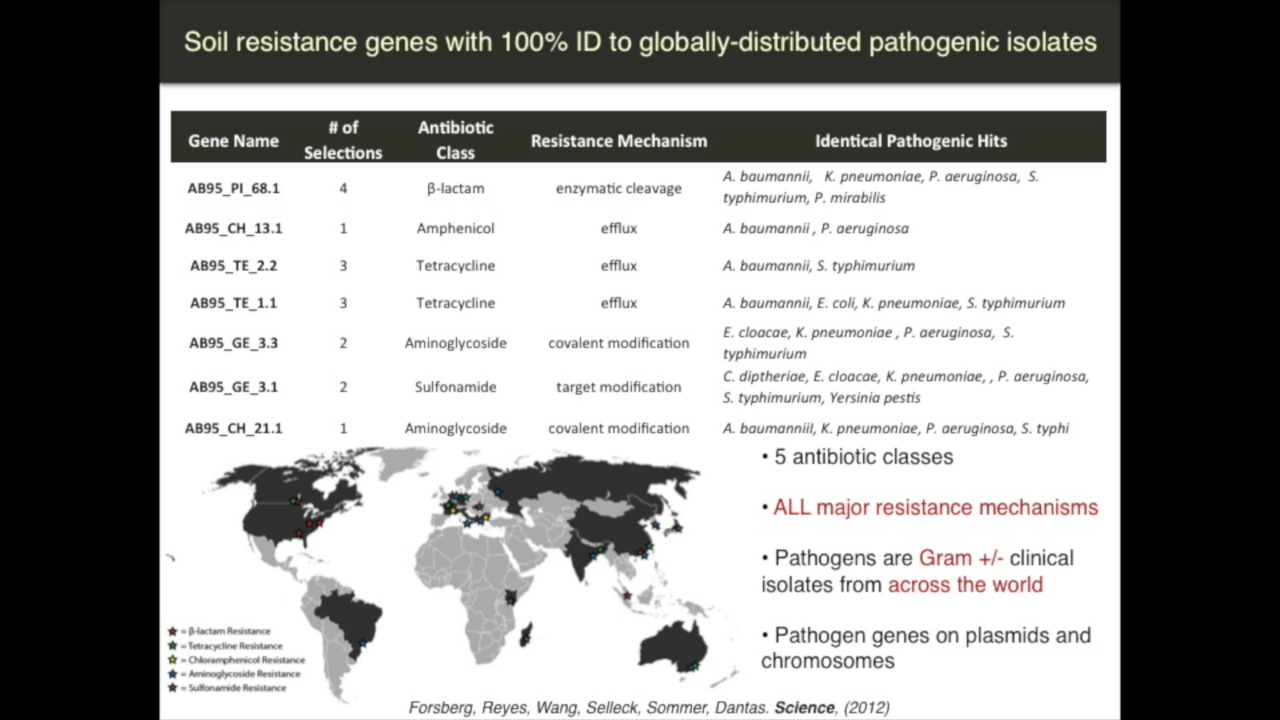 Soil resistance genes with 100% ID to globally-distributed pathogenic isolates
Gene Name # of Selections Antibiotic Class Resistance Mechanism Identical Pathogenic Hits
AB95_PI_68.1 4 β-lactam enzymatic cleavage A. baumannii, K. pneumoniae, P. aeruginosa, S.
typhimurium, P. mirabilis
AB95_CH_13.1 1 Amphenicol efflux A. baumannii , P. aeruginosa
AB95_TE_2.2 3 Tetracycline efflux A. baumannii, S. typhimurium
AB95_TE_1.1 3 Tetracycline efflux A. baumannii, E. coli, K. pneumoniae, S. typhimurium
AB95_GE_3.3 2 Aminoglycoside covalent modification E. cloacae, K. pneumoniae , P. aeruginosa, S.
typhimurium
AB95_GE_3.1 2 Sulfonamide target modification C. diptheriae, E. cloacae, K. pneumoniae, , P. aeruginosa,
S. typhimurium, Yersinia pestis
AB95_CH_21.1 1 Aminoglycoside covalent modification A. baumanniil, K. pneumoniae, P. aeruginosa, S. typhi
• 5 antibiotic classes
• ALL major resistance mechanisms
• Pathogens are Gram +/- clinical
isolates from across the world
• Pathogen genes on plasmids and
chromosomes
★ = β-lactam Resistance
★ = Tetracycline Resistance
★ = Chloramphenicol Resistance
★ = Aminoglycoside Resistance
★ = Sulfonamide Resistance
Forsberg, Reyes, Wang, Selleck, Sommer, Dantas. Science, (2012)